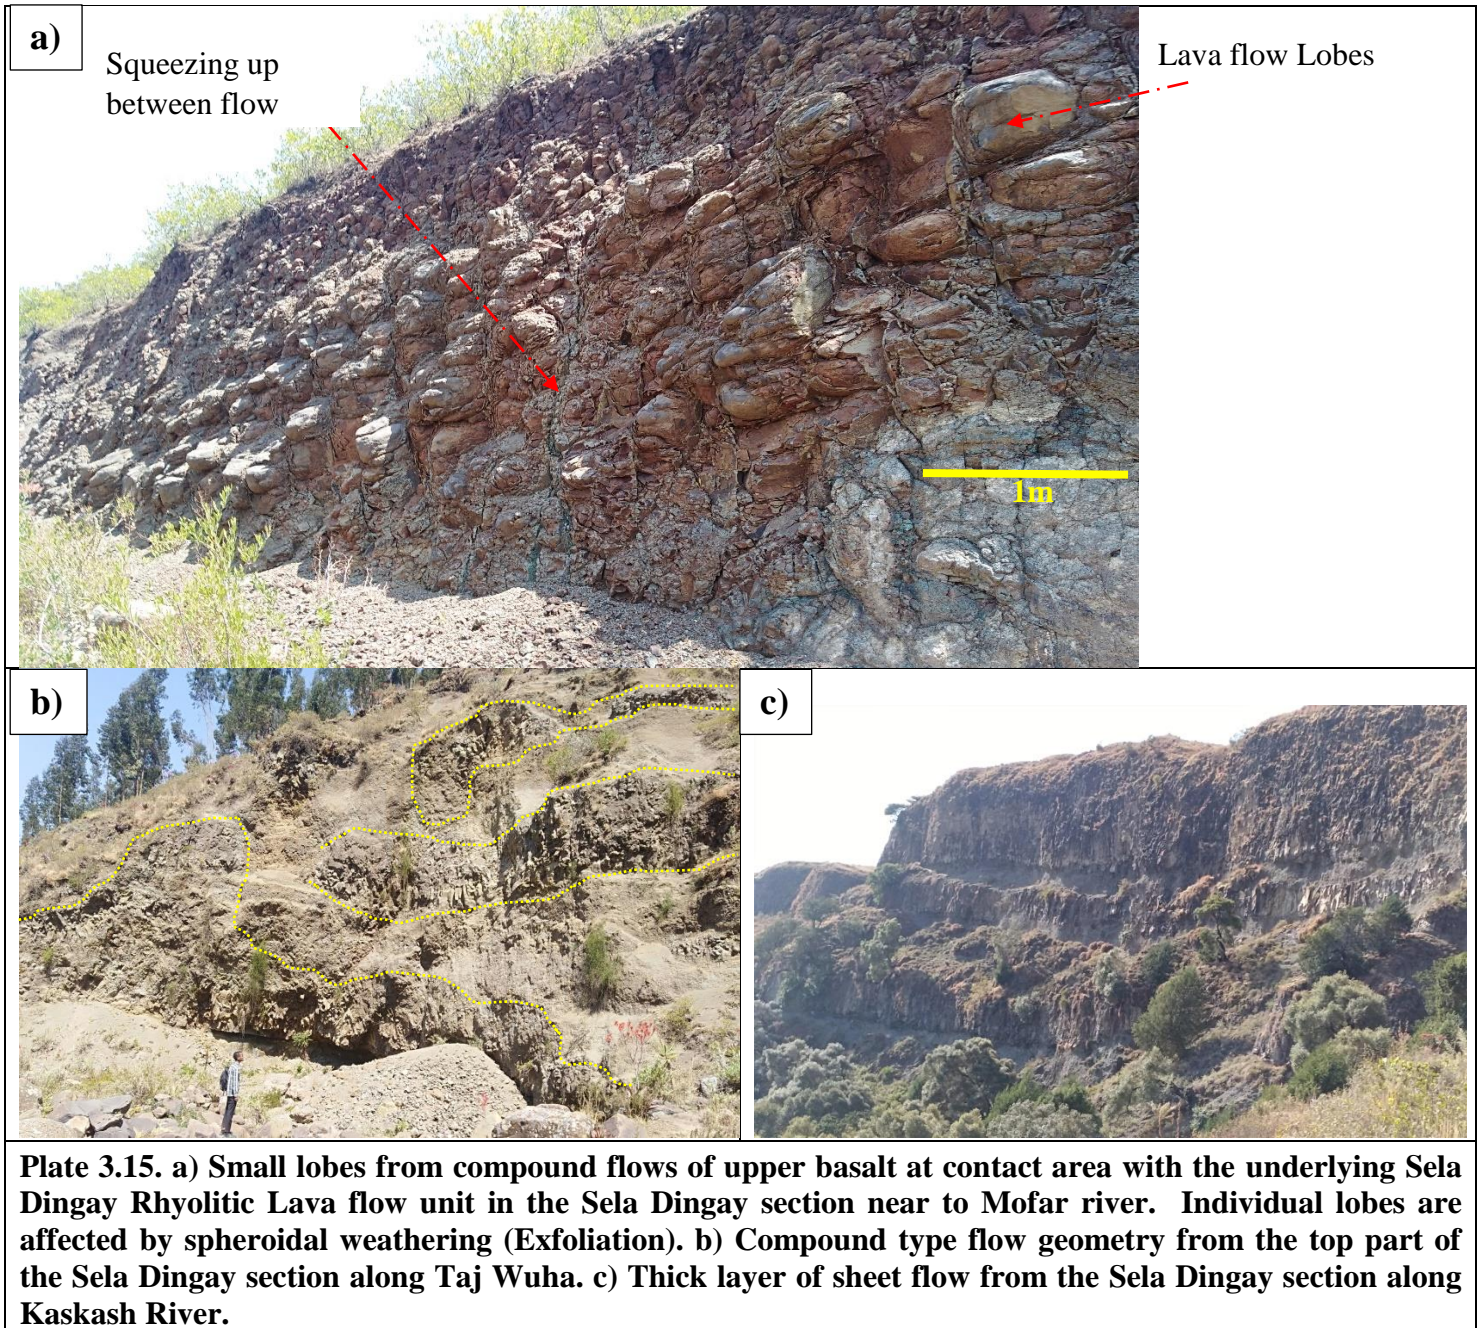 a)
Squeezing up
between flow
Lava flow Lobes
1m
b)
c)
Plate 3.15. a) Small lobes from compound flows of upper basalt at contact area with the underlying Sela
Dingay Rhyolitic Lava flow unit in the Sela Dingay section near to Mofar river. Individual lobes are
affected by spheroidal weathering (Exfoliation). b) Compound type flow geometry from the top part of
the Sela Dingay section along Taj Wuha. c) Thick layer of sheet flow from the Sela Dingay section along
Kaskash River.